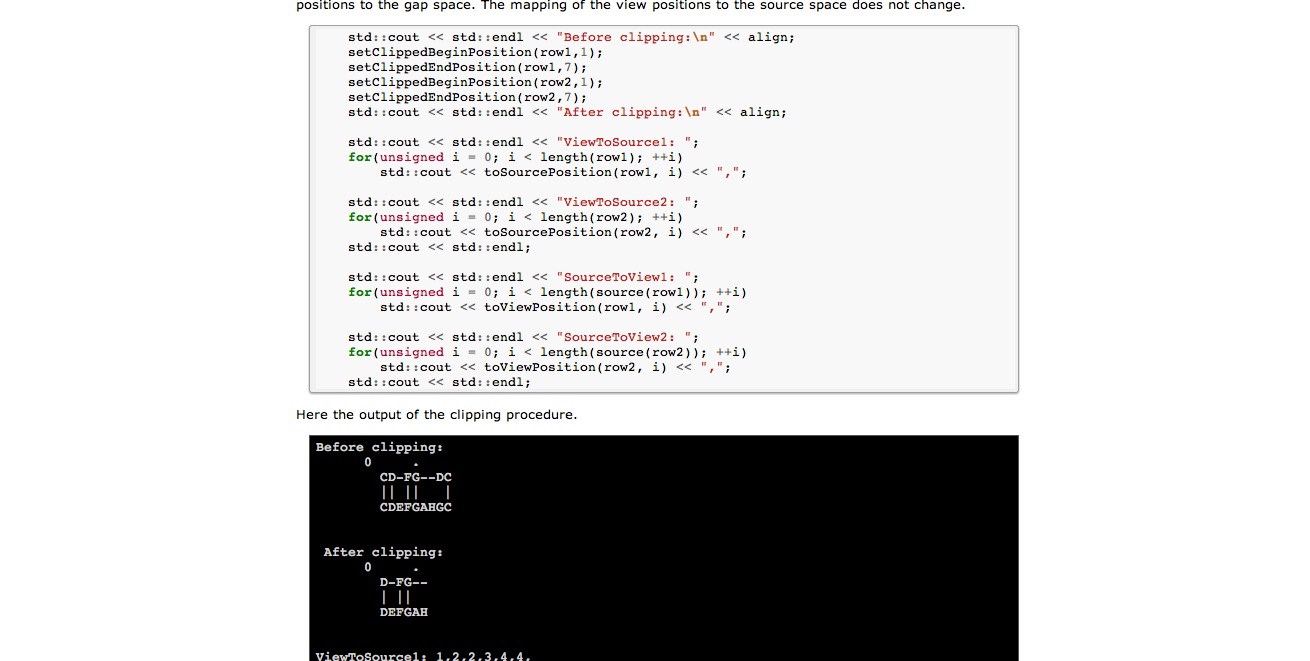 positions to the gap space. The mapping of the view positions to the source space does not change.
std::cout << std::endl << "Before clipping:\n" << align;
setClippedBeginPosition(row1,1);
setClippedEndPosition(row1,7);
setClippedBeginPosition(row2,1);
setClippedEndPosition(row2,7);
std::cout << std::endl << "After clipping:\n" << align;
std::cout << std::endl << "ViewToSource1: ";
for(unsigned i = 0; i < length(row1); ++i)
std::cout << toSourcePosition(row1, i) << ",";
std::cout << std::endl << "ViewToSource2: ";
for(unsigned i = 0; i < length(row2); ++i)
std::cout << toSourcePosition(row2, i) << ",";
std::cout << std::endl;
std::cout << std::endl << "SourceToView1: ";
for(unsigned i = 0; i < length(source(row1)); ++i)
std::cout << toViewPosition(row1, i) << ",";
std::cout << std::endl << "SourceToView2: ";
for(unsigned i = 0; i < length(source(row2)); ++i)
std::cout << toViewPosition(row2, i) << ",";
std::cout << std::endl;
Here the output of the clipping procedure.
Before clipping:
0     .
CD-FG--DC
|| ||   |
CDEFGAHGC
After clipping:
0     .
D-FG--
| ||
DEFGAH
ViewToSource1: 1,2,2,3,4,4,